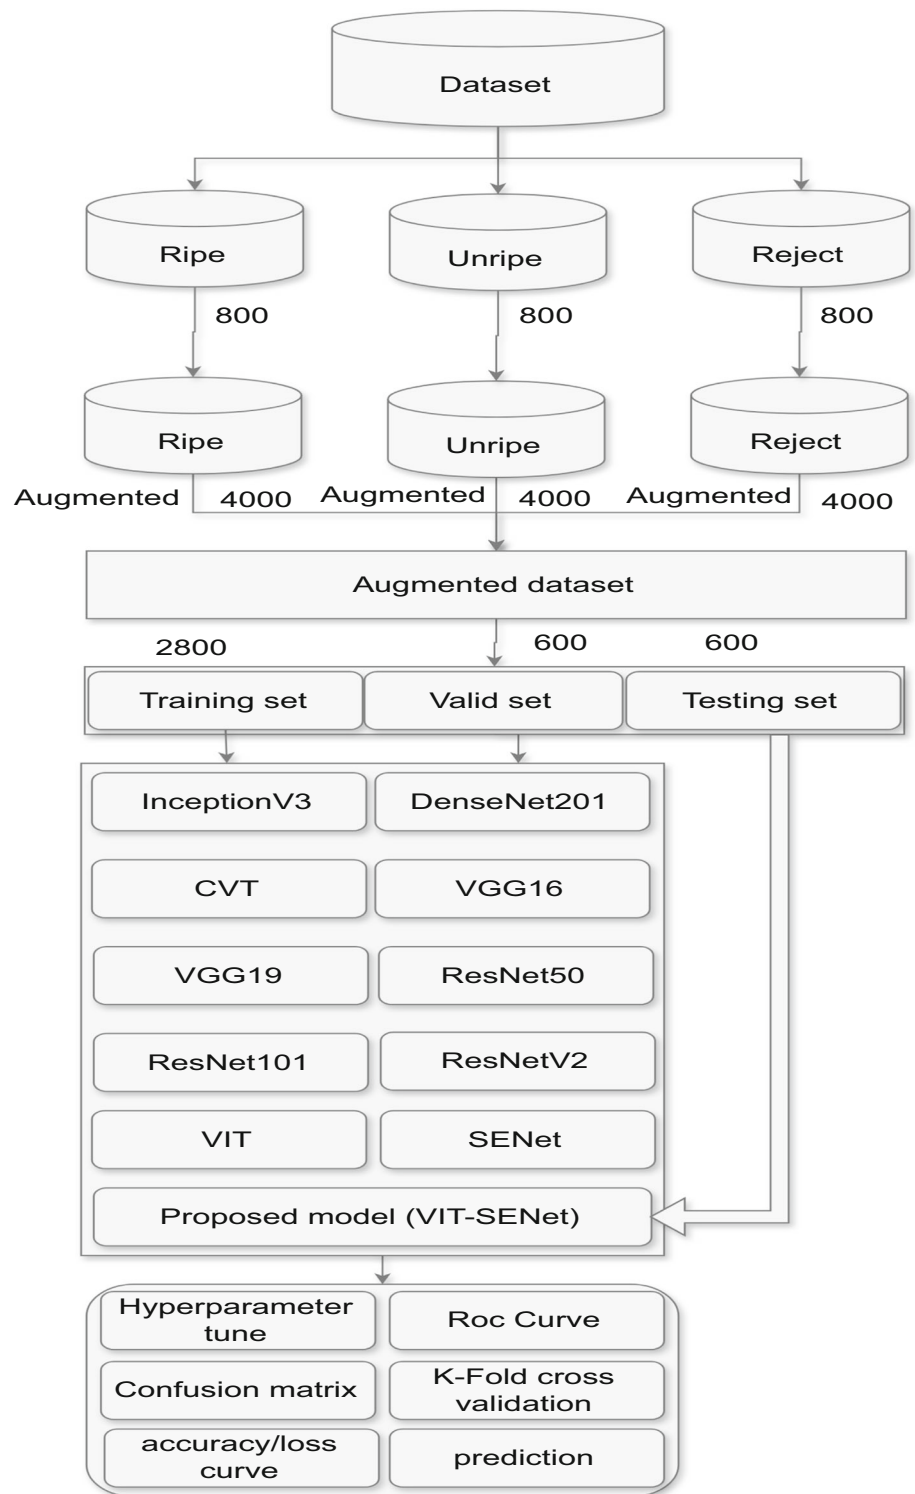 Dataset
Ripe
Unripe
Reject
800
800
800
Ripe
Unripe
Reject
Augmented
4000
Augmented
4000
Augmented
4000
Augmented dataset
2800
600
600
Training set
Valid set
Testing set
InceptionV3
DenseNet201
CVT
VGG16
VGG19
ResNet50
ResNet101
ResNetV2
VIT
SENet
Proposed model (VIT-SENet)
Hyperparameter
tune
Roc Curve
Confusion matrix
K-Fold cross
validation
accuracy/loss
curve
prediction